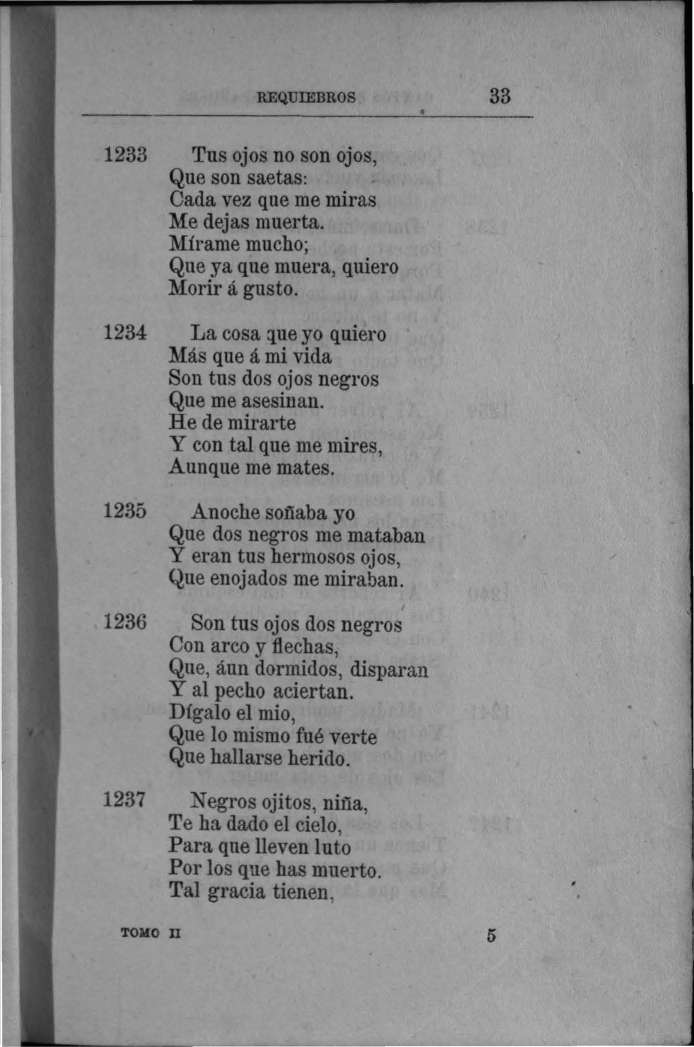 REQUIEBROS 33
1233 Tus ojos no son ojos,
Que son saetas:
Cada vez que me miras
Me dejas muerta.
Mírame mucho;
Que ya que muera, quiero
Morir á gusto.
1234 La cosa que yo quiero
Más que á mi vida
Son tus dos ojos negros
Que me asesinan.
He de mirarte
Y con tal que me mires,
Aunque me mates.
1235 Anoche soñaba yo
Que dos negros me mataban
Y eran tus hermosos ojos,
Que enojados me miraban.
1236 Son tus ojos dos negros
Con arco y flechas,
Que, áun dormidos, disparan
Y al pecho aciertan.
Dígalo el mio,
Que lo mismo fué verte
Que hallarse herido.
1237 Negros ojitos, niña,
Te ha dado el cielo,
Para que lleven luto
Por los que has muerto.
Tal gracia tienen,
TOMO II 5